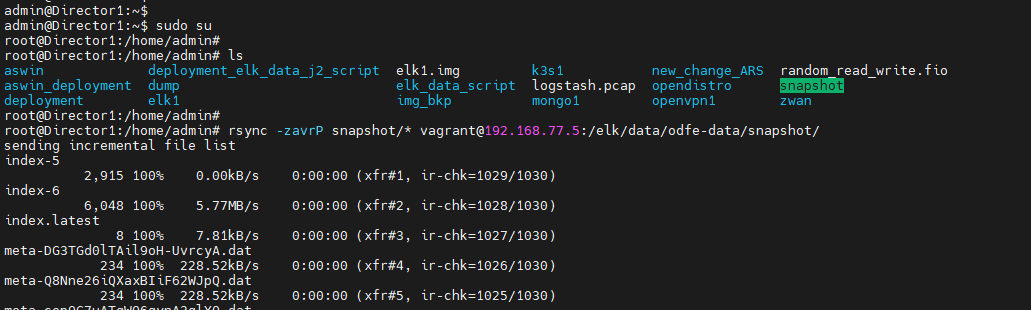 admin@Director1:~$
admin@Director1:~$ sudo su
root@Director1:/home/admin#
root@Director1:/home/admin# ls
aswin deployment_elk_data_j2_script elk1.img k3s1 new_change_ARS random_read_write.fio
aswin_deployment dump elk_data_script logstash.pcap opendistro snapshot
deployment elk1 img_bkp mongo1 openvpn1 zwan
root@Director1:/home/admin#
root@Director1:/home/admin# rsync -zavrP snapshot/* vagrant@192.168.77.5:/elk/data/odfe-data/snapshot/
sending incremental file list
index-5
2,915 100% 0.00kB/s 0:00:00 (xfr#1, ir-chk=1029/1030)
index-6
6,048 100% 5.77MB/s 0:00:00 (xfr#2, ir-chk=1028/1030)
index.latest
8 100% 7.81kB/s 0:00:00 (xfr#3, ir-chk=1027/1030)
meta-DG3TGd0lTAil9oH-UvrcyA.dat
234 100% 228.52kB/s 0:00:00 (xfr#4, ir-chk=1026/1030)
meta-Q8Nne26iQXaxBIiF62WJpQ.dat
234 100% 228.52kB/s 0:00:00 (xfr#5, ir-chk=1025/1030)